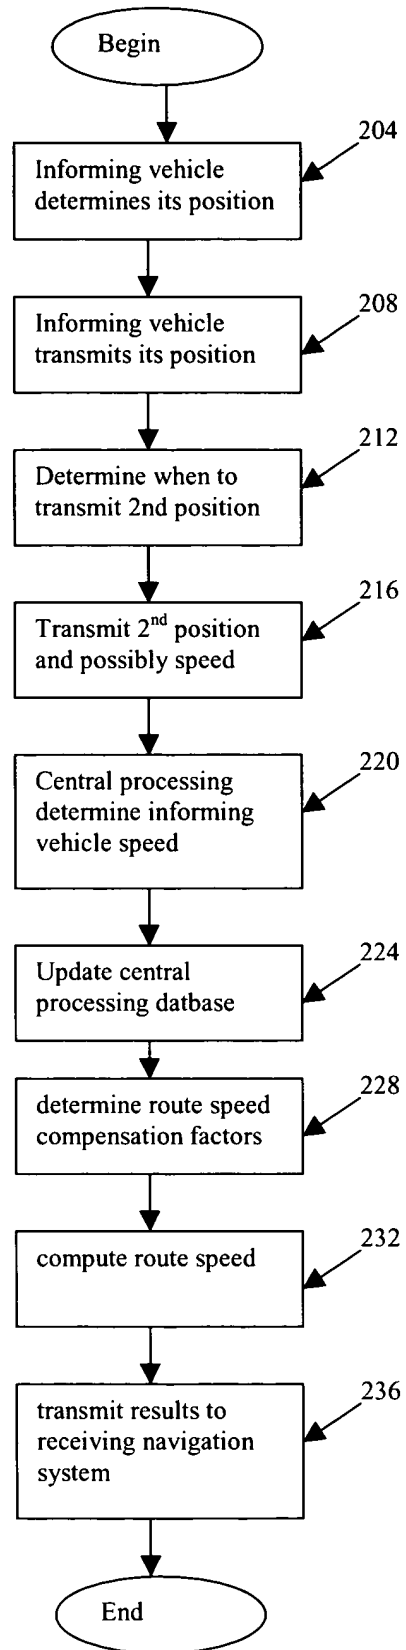 Begin
204
Informing vehicle
determines its position
208
Informing vehicle
transmits its position
212
Determine when to
transmit 2nd position
216
Transmit 2nd position
and possibly speed
220
Central processing
determine informing
vehicle speed
224
Update central
processing datbase
228
determine route speed
compensation factors
232
compute route speed
236
transmit results to
receiving navigation
system
End